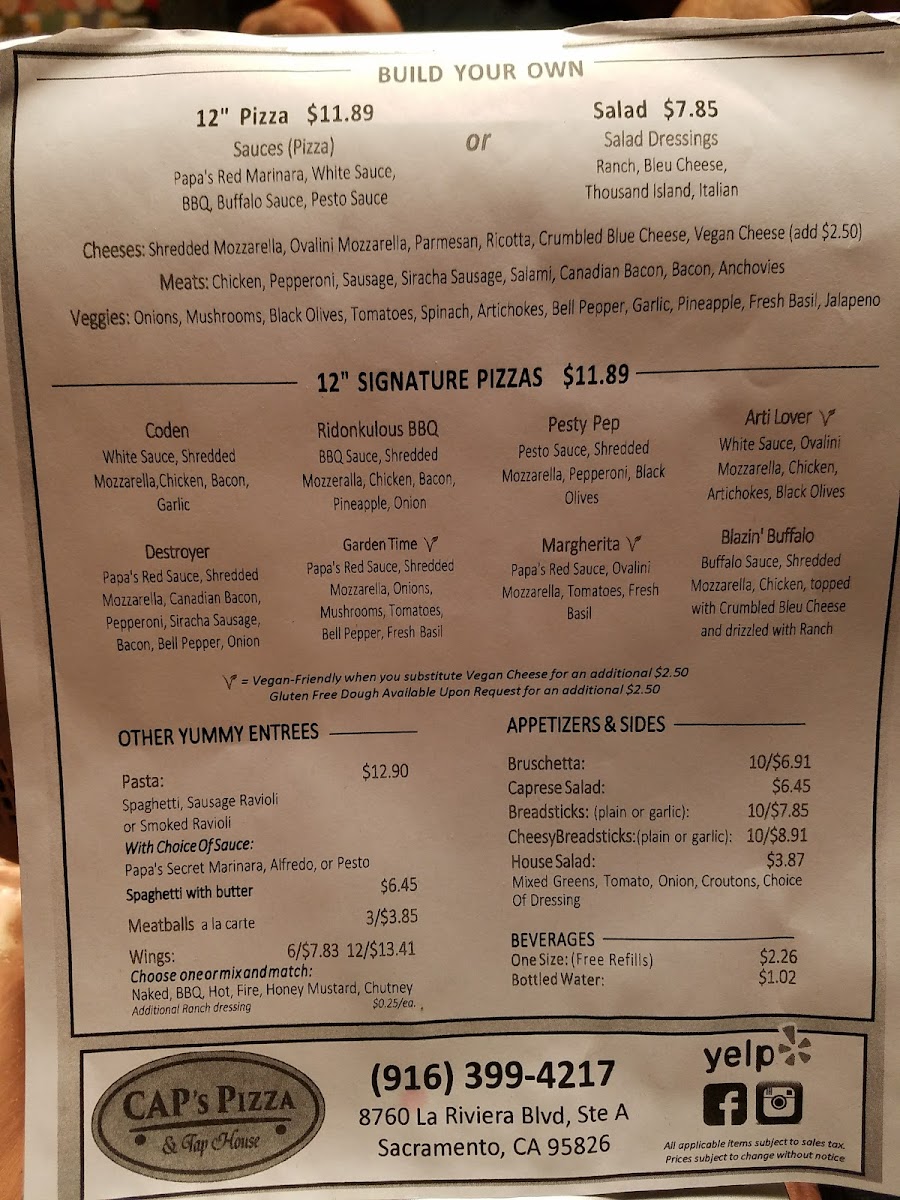 BUILD YOUR OWN
12" Pizza $11.89
Sauces (Pizza)
Papa's Red Marinara, White Sauce,
BBQ, Buffalo Sauce, Pesto Sauce
or
Salad $7.85
Salad Dressings
Ranch, Bleu Cheese,
Thousand Island, Italian
Cheeses: Shredded Mozzarella, Ovalini Mozzarella, Parmesan, Ricotta, Crumbled Blue Cheese, Vegan Cheese (add $2.50)
Meats: Chicken, Pepperoni, Sausage, Siracha Sausage, Salami, Canadian Bacon, Bacon, Anchovies
Veggies: Onions, Mushrooms, Black Olives, Tomatoes, Spinach, Artichokes, Bell Pepper, Garlic, Pineapple, Fresh Basil, Jalapeno
12" SIGNATURE PIZZAS $11.89
Coden
White Sauce, Shredded
Mozzarella,Chicken, Bacon,
Garlic
Ridonkulous BBQ
BBQ Sauce, Shredded
Mozzeralla, Chicken, Bacon,
Pineapple, Onion
Pesty Pep
Pesto Sauce, Shredded
Mozzarella, Pepperoni, Black
Olives
Arti Lover V
White Sauce, Ovalini
Mozzarella, Chicken,
Artichokes, Black Olives
Destroyer
Papa's Red Sauce, Shredded
Mozzarella, Canadian Bacon,
Pepperoni, Siracha Sausage,
Bacon, Bell Pepper, Onion
Garden Time V
Papa's Red Sauce, Shredded
Mozzarella, Onions,
Mushrooms, Tomatoes,
Bell Pepper, Fresh Basil
Margherita V
Papa's Red Sauce, Ovalini
Mozzarella, Tomatoes, Fresh
Basil
Blazin' Buffalo
Buffalo Sauce, Shredded
Mozzarella, Chicken, topped
with Crumbled Bleu Cheese
and drizzled with Ranch
V = Vegan-Friendly when you substitute Vegan Cheese for an additional $2.50
Gluten Free Dough Available Upon Request for an additional $2.50
OTHER YUMMY ENTREES
Pasta: $12.90
Spaghetti, Sausage Ravioli
or Smoked Ravioli
With Choice Of Sauce:
Papa's Secret Marinara, Alfredo, or Pesto
Spaghetti with butter $6.45
Meatballs a la carte 3/$3.85
Wings: 6/$7.83 12/$13.41
Choose one or mix and match:
Naked, BBQ, Hot, Fire, Honey Mustard, Chutney
Additional Ranch dressing $0.25/ea.
APPETIZERS & SIDES
Bruschetta: 10/$6.91
Caprese Salad: $6.45
Breadsticks: (plain or garlic): 10/$7.85
CheesyBreadsticks:(plain or garlic): 10/$8.91
House Salad: $3.87
Mixed Greens, Tomato, Onion, Croutons, Choice
Of Dressing
BEVERAGES
One Size: (Free Refills) $2.26
Bottled Water: $1.02
CAP's PIZZA
& Tap House
(916) 399-4217
8760 La Riviera Blvd, Ste A
Sacramento, CA 95826
yelp
f
All applicable items subject to sales tax.
Prices subject to change without notice